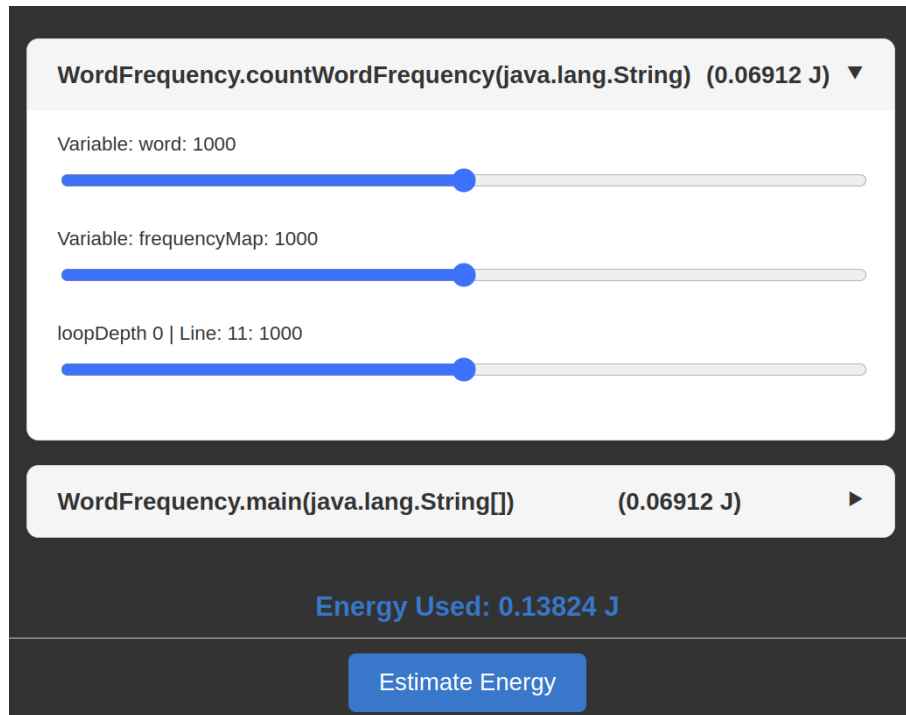 WordFrequency.countWordFrequency(java.lang.String) (0.06912 J) ▼
Variable: word: 1000
Variable: frequencyMap: 1000
loopDepth 0 | Line: 11: 1000
WordFrequency.main(java.lang.String[]) (0.06912 J) ▶
Energy Used: 0.13824 J
Estimate Energy